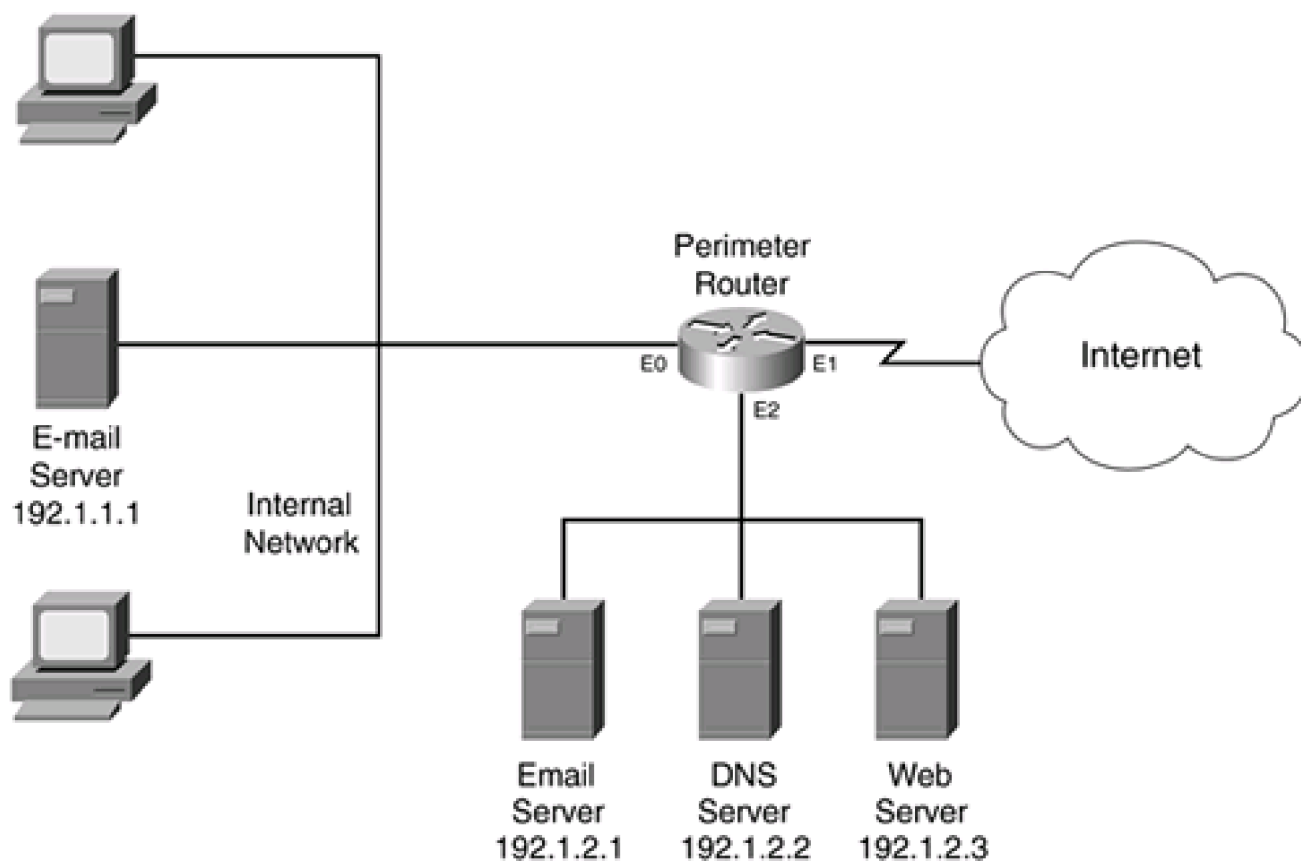 Perimeter
Router
E0
E1
E2
Internet
E-mail
Server
192.1.1.1
Internal
Network
Email
Server
192.1.2.1
DNS
Server
192.1.2.2
Web
Server
192.1.2.3